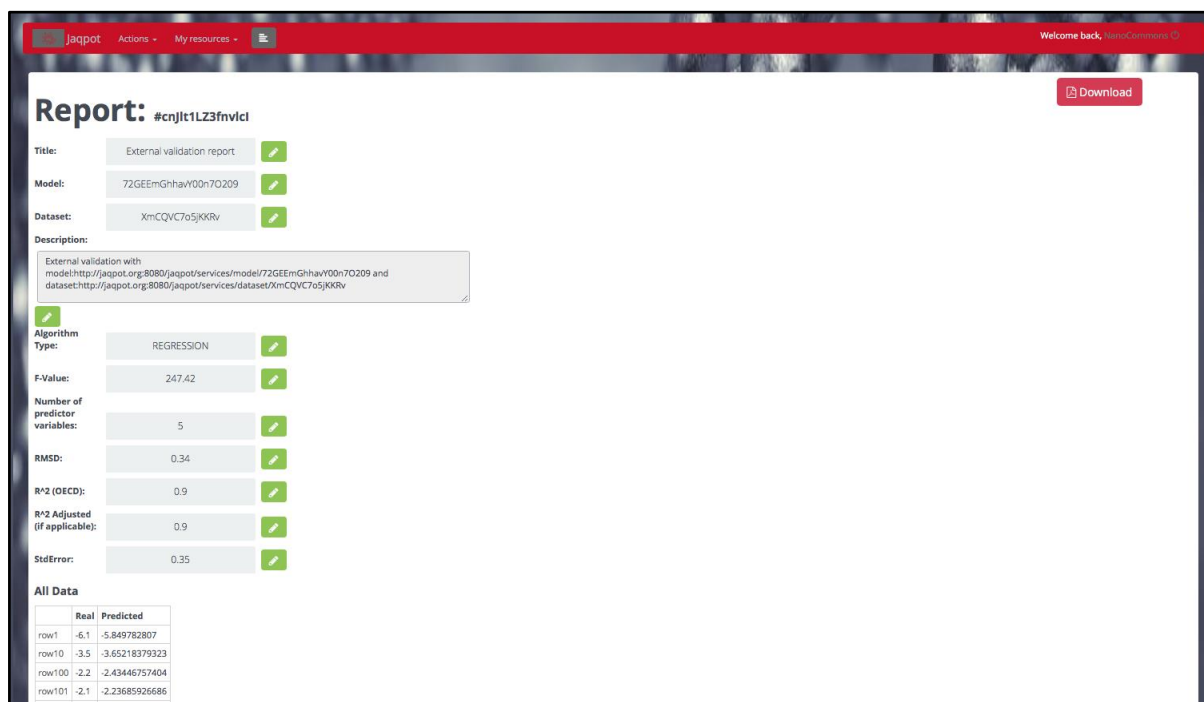 Jaqpot Actions My resources Welcome back, NanoCommons
Download
Report: #cnJlt1LZ3fnvlcI
Title: External validation report
Model: 72GEEmGhhavY00n7O209
Dataset: XmCQVC7o5jKKRv
Description:
External validation with
model:http://jaqpot.org:8080/jaqpot/services/model/72GEEmGhhavY00n7O209 and
dataset:http://jaqpot.org:8080/jaqpot/services/dataset/XmCQVC7o5jKKRv
Algorithm
Type: REGRESSION
F-Value: 247.42
Number of
predictor
variables: 5
RMSD: 0.34
R^2 (OECD): 0.9
R^2 Adjusted
(if applicable): 0.9
StdError: 0.35
All Data
Real Predicted
row1 -6.1 -5.849782807
row10 -3.5 -3.65218379323
row100 -2.2 -2.43446757404
row101 -2.1 -2.23685926686